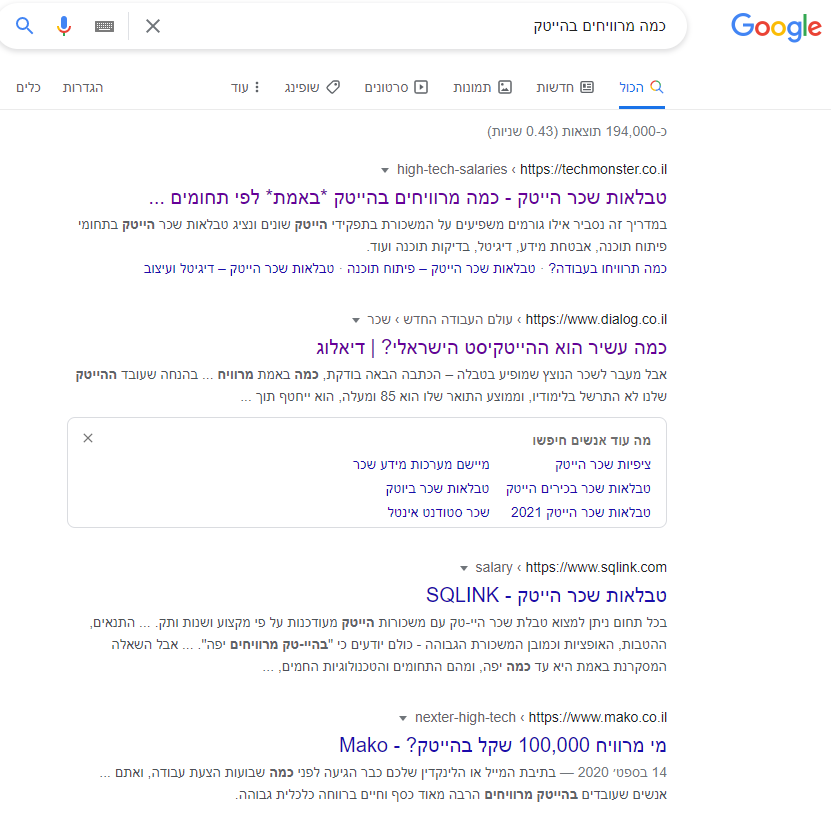 Google
כמה מרוויחים בהייטק
הכול חדשות תמונות סרטונים שופינג עוד הגדרות כלים
כ-194,000 תוצאות (0.43 שניות)
https://techmonster.co.il › high-tech-salaries
טבלאות שכר הייטק - כמה מרוויחים בהייטק *באמת* לפי תחומים ...
במדריך זה נסביר אילו גורמים משפיעים על המשכורת בתפקידי הייטק שונים ונציג טבלאות שכר הייטק בתחומי
פיתוח תוכנה, אבטחת מידע, דיגיטל, בדיקות תוכנה ועוד.
כמה תרוויחו בעבודה? · טבלאות שכר הייטק – פיתוח תוכנה · טבלאות שכר הייטק – דיגיטל ועיצוב
https://www.dialog.co.il › עולם העבודה החדש › שכר
כמה עשיר הוא ההייטקיסט הישראלי? | דיאלוג
אבל מעבר לשכר הנוצץ שמופיע בטבלה – הכתבה הבאה בודקת, כמה באמת מרוויח ... בהנחה שעובד ההייטק
שלנו לא התרשל בלימודיו, וממוצע התואר שלו הוא 85 ומעלה, הוא ייחטף תוך ...
מה עוד אנשים חיפשו
ציפיות שכר הייטק מיישם מערכות מידע שכר
טבלאות שכר בכירים הייטק טבלאות שכר ביוטק
טבלאות שכר הייטק 2021 שכר סטודנט אינטל
https://www.sqlink.com › salary
טבלאות שכר הייטק - SQLINK
בכל תחום ניתן למצוא טבלת שכר היי-טק עם משכורות הייטק מעודכנות על פי מקצוע ושנות ותק. ... התנאים,
ההטבות, האופציות וכמובן המשכורת הגבוהה - כולם יודעים כי "בהיי-טק מרוויחים יפה". ... אבל השאלה
המסקרנת באמת היא עד כמה יפה, ומהם התחומים והטכנולוגיות החמים, ...
https://www.mako.co.il › nexter-high-tech
מי מרוויח 100,000 שקל בהייטק? - Mako
14 בספט׳ 2020 — בתיבת המייל או הלינקדין שלכם כבר הגיעה לפני כמה שבועות הצעת עבודה, ואתם ...
אנשים שעובדים בהייטק מרוויחים הרבה מאוד כסף וחיים ברווחה כלכלית גבוהה.